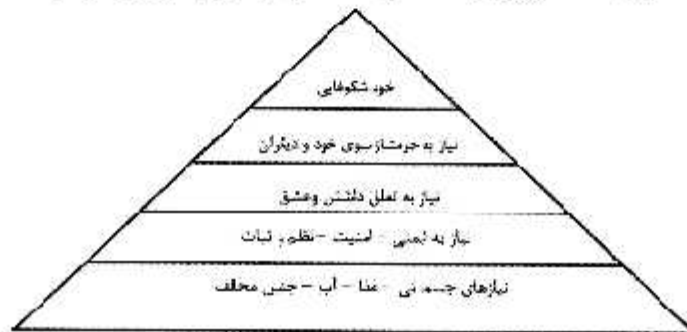 خود شکوفایی
نیاز به حرمت از سوی خود و دیگران
نیاز به تعلق داشتن وعشق
نیاز به ایمنی - امنیت - نظم و ثبات
نیازهای جسمانی - غذا - آب - جنس مخالف